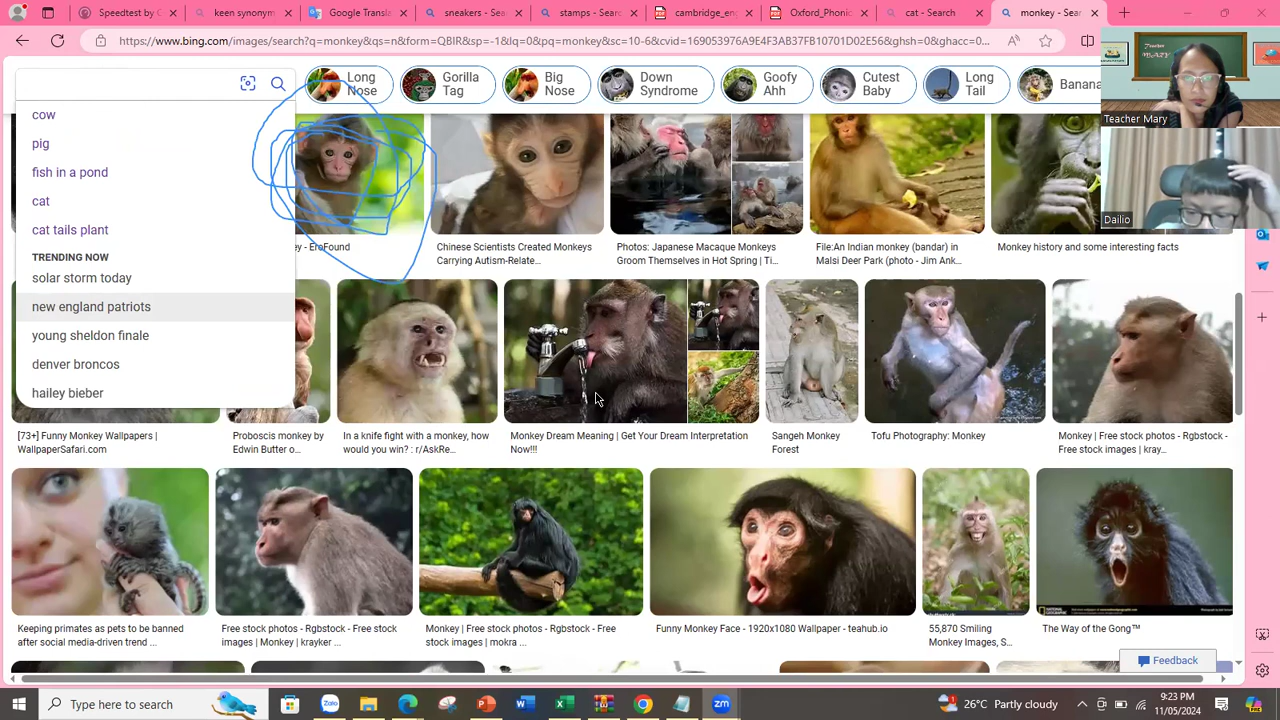 Speedtest by C
keen synonym
Google Transla
sneakers - Sea
stamps - Sear
cambridge_en
Oxford_Phonic
cat - Search
monkey - Sear
https://www.bing.com/images/search?q=monkey&qs=n&form=QBIR&sp=-1&lq=0&pq=monkey&sc=10-6&cvid=169053976A9E4F3AB37FB10701D02E56&ghsh=0&ghacc=0...
Long
Nose
Gorilla
Tag
Big
Nose
Down
Syndrome
Goofy
Ahh
Cutest
Baby
Long
Tail
Banana
Teacher Mary
Dailio
cow
pig
fish in a pond
cat
cat tails plant
TRENDING NOW
solar storm today
new england patriots
young sheldon finale
denver broncos
hailey bieber
Chinese Scientists Created Monkeys
Carrying Autism-Relate...
Photos: Japanese Macaque Monkeys
Groom Themselves in Hot Spring | Ti...
File:An Indian monkey (bandar) in
Malsi Deer Park (photo - Jim Ank...
Monkey history and some interesting facts
[73+] Funny Monkey Wallpapers |
WallpaperSafari.com
Proboscis monkey by
Edwin Butter o...
In a knife fight with a monkey, how
would you win? : r/AskRe...
Monkey Dream Meaning | Get Your Dream Interpretation
Now!!!
Sangeh Monkey
Forest
Tofu Photography: Monkey
Monkey | Free stock photos - Rgbstock -
Free stock images | kray...
Keeping primates as pets to be banned
after social media-driven trend ...
Free stock photos - Rgbstock - Free stock
images | Monkey | krayker ...
Monkey | Free stock photos - Rgbstock - Free
stock images | mokra ...
Funny Monkey Face - 1920x1080 Wallpaper - teahub.io
55,870 Smiling
Monkey Images, S...
The Way of the Gong™
Feedback
Type here to search
26°C Partly cloudy
9:23 PM
11/05/2024